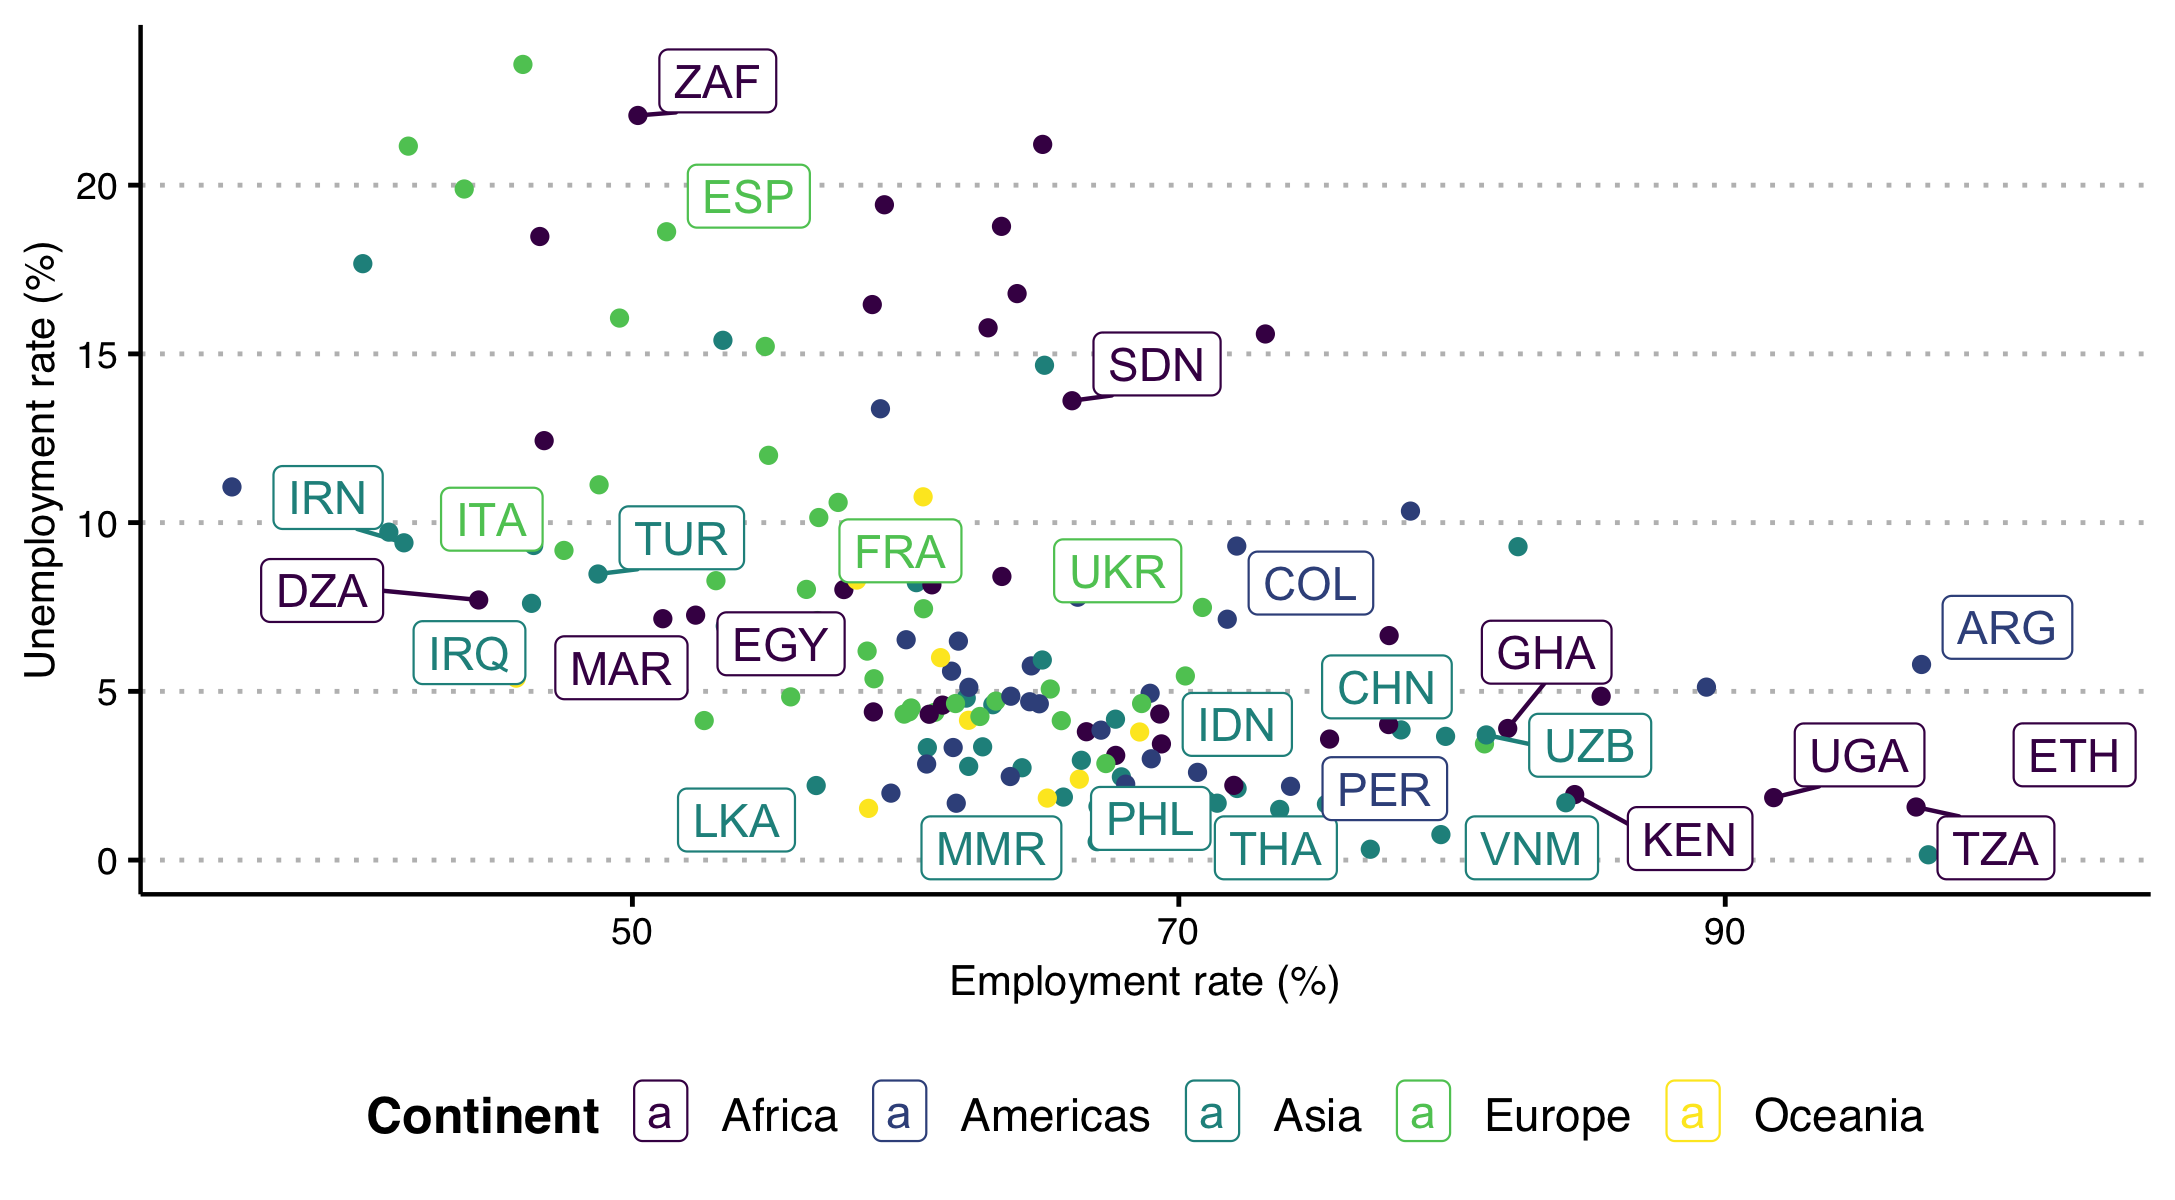 ZAF
20
ESP
15
SDN
IRN
ITA
10
TUR
FRA
UKR
COL
DZA
ARG
IRQ
MAR
EGY
GHA
CHN
5
IDN
UZB
UGA
ETH
PER
LKA
MMR
PHL
THA
VNM
KEN
TZA
0
Unemployment rate (%)
50 70 90
Employment rate (%)
Continent a Africa a Americas a Asia a Europe a Oceania